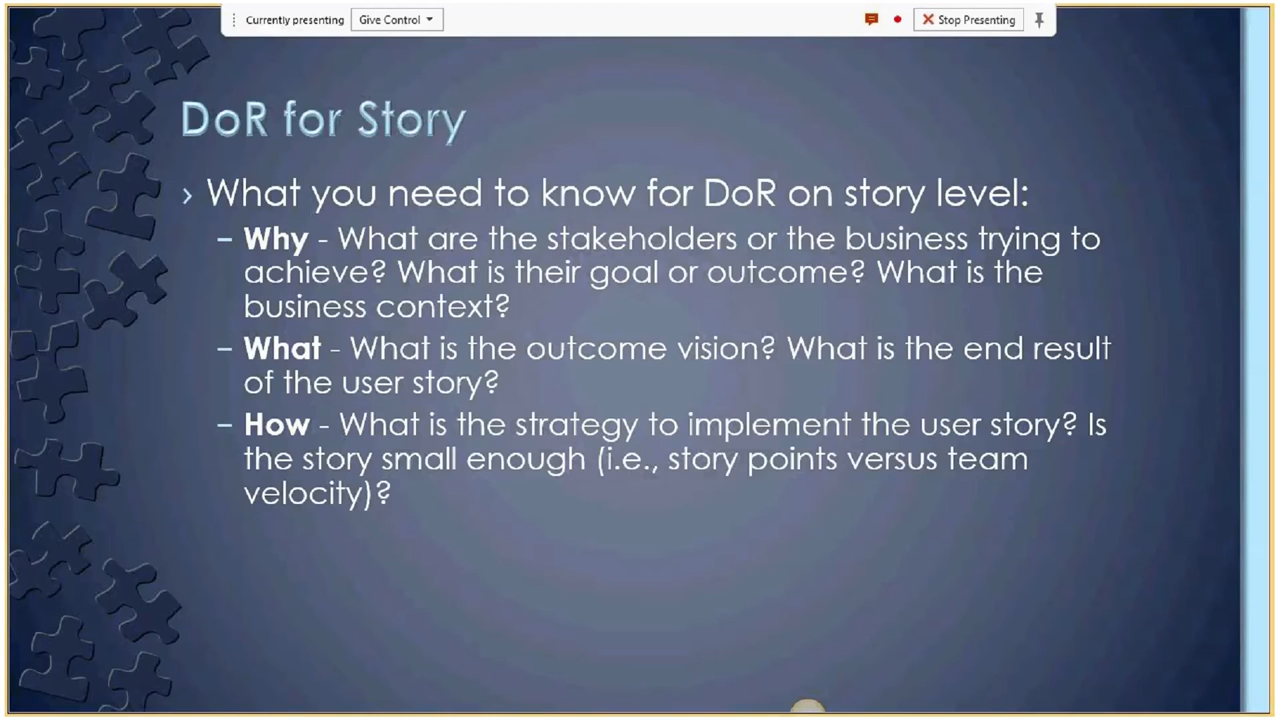 Currently presenting Give Control Stop Presenting
DoR for Story
› What you need to know for DoR on story level:
– Why - What are the stakeholders or the business trying to
achieve? What is their goal or outcome? What is the
business context?
– What - What is the outcome vision? What is the end result
of the user story?
– How - What is the strategy to implement the user story? Is
the story small enough (i.e., story points versus team
velocity)?